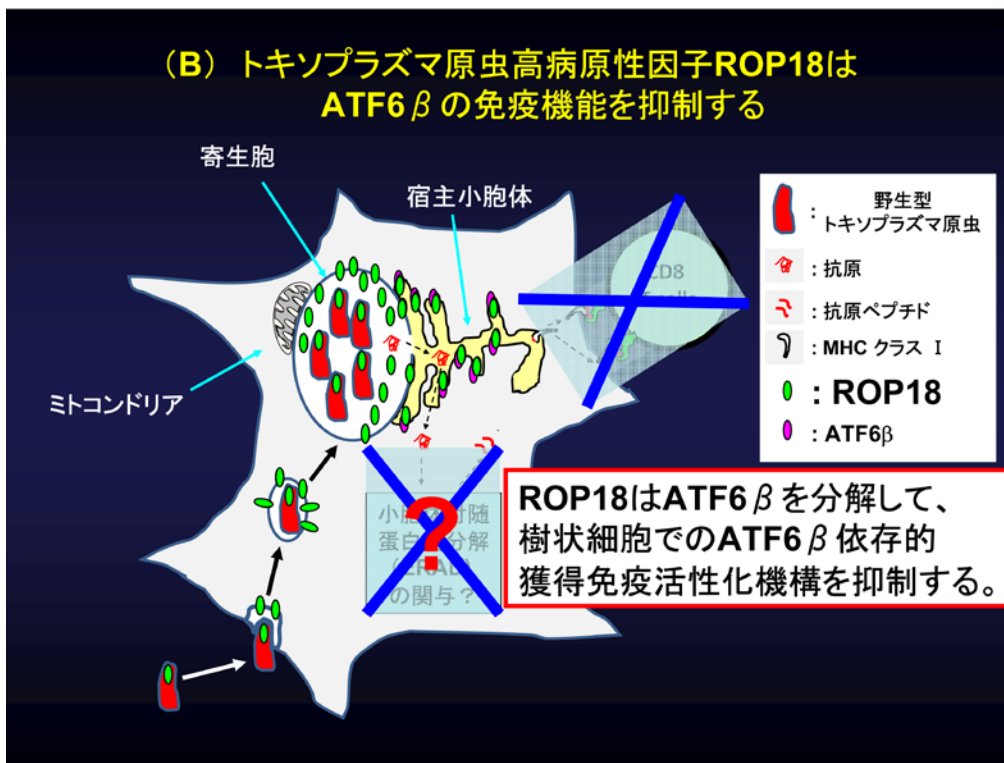 (B) トキソプラズマ原虫高病原性因子ROP18は
ATF6βの免疫機能を抑制する
寄生胞
宿主小胞体
ミトコンドリア
CD8
: 野生型
トキソプラズマ原虫
: 抗原
: 抗原ペプチド
: MHC クラス I
: ROP18
: ATF6β
?
の関与?
ROP18はATF6βを分解して、
樹状細胞でのATF6β依存的
獲得免疫活性化機構を抑制する。